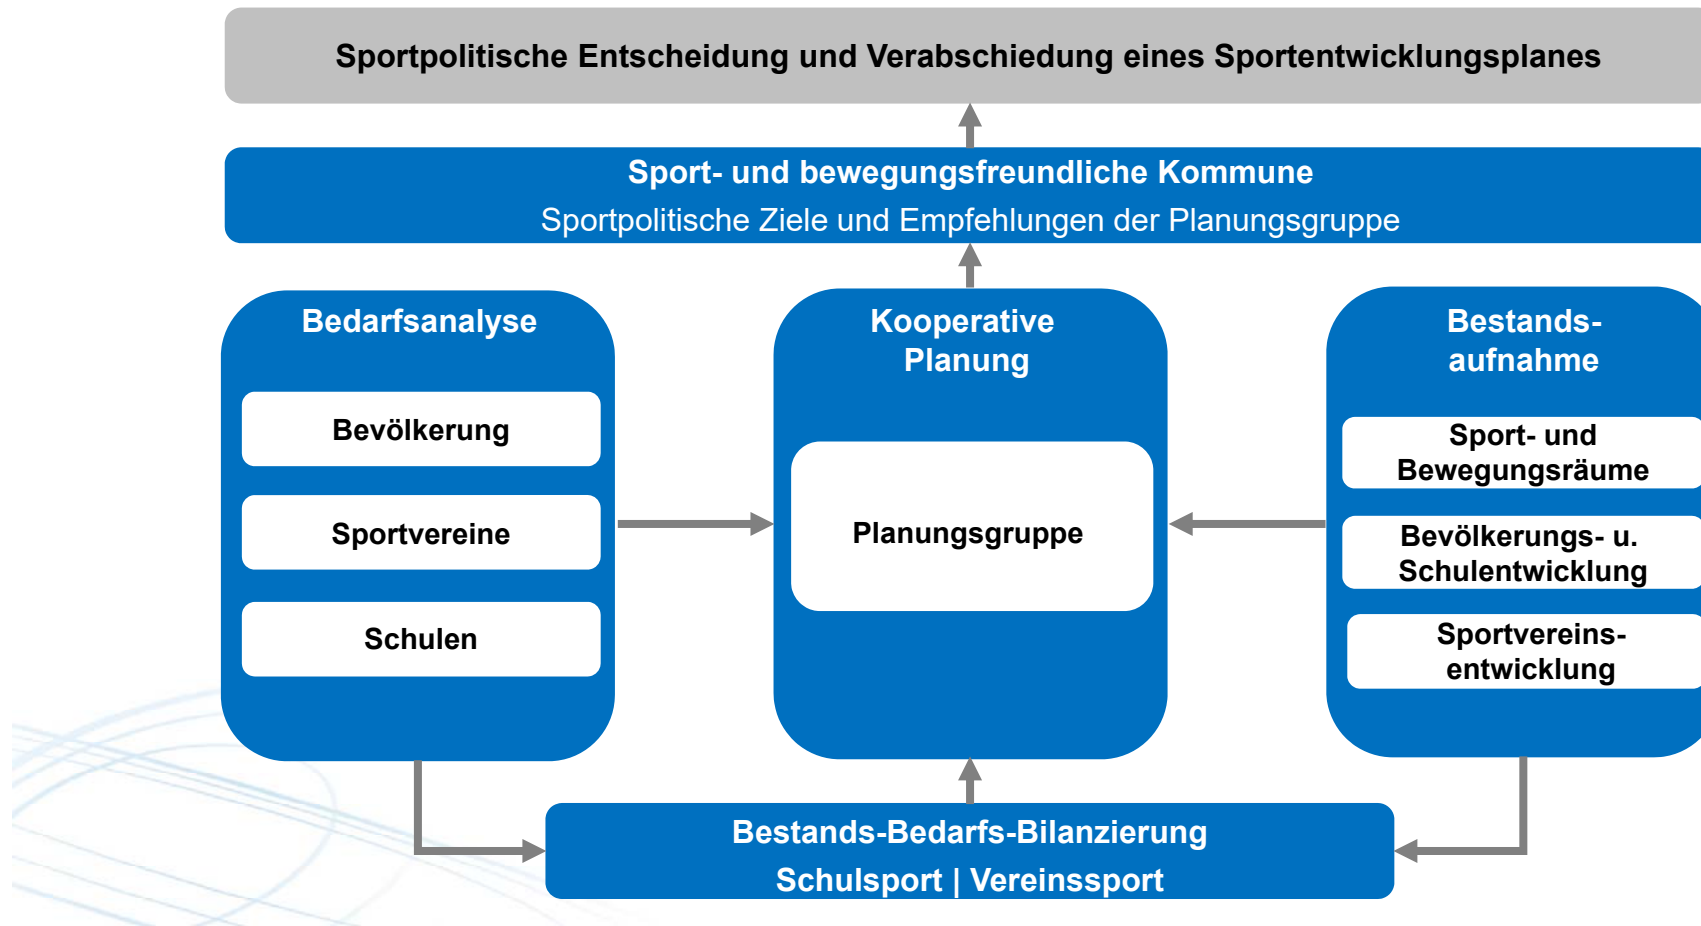 Sportpolitische Entscheidung und Verabschiedung eines Sportentwicklungsplanes
Sport- und bewegungsfreundliche Kommune
Sportpolitische Ziele und Empfehlungen der Planungsgruppe
Bedarfsanalyse
Bevölkerung
Sportvereine
Schulen
Kooperative
Planung
Planungsgruppe
Bestands-
aufnahme
Sport- und
Bewegungsräume
Bevölkerungs- u.
Schulentwicklung
Sportvereins-
entwicklung
Bestands-Bedarfs-Bilanzierung
Schulsport | Vereinssport